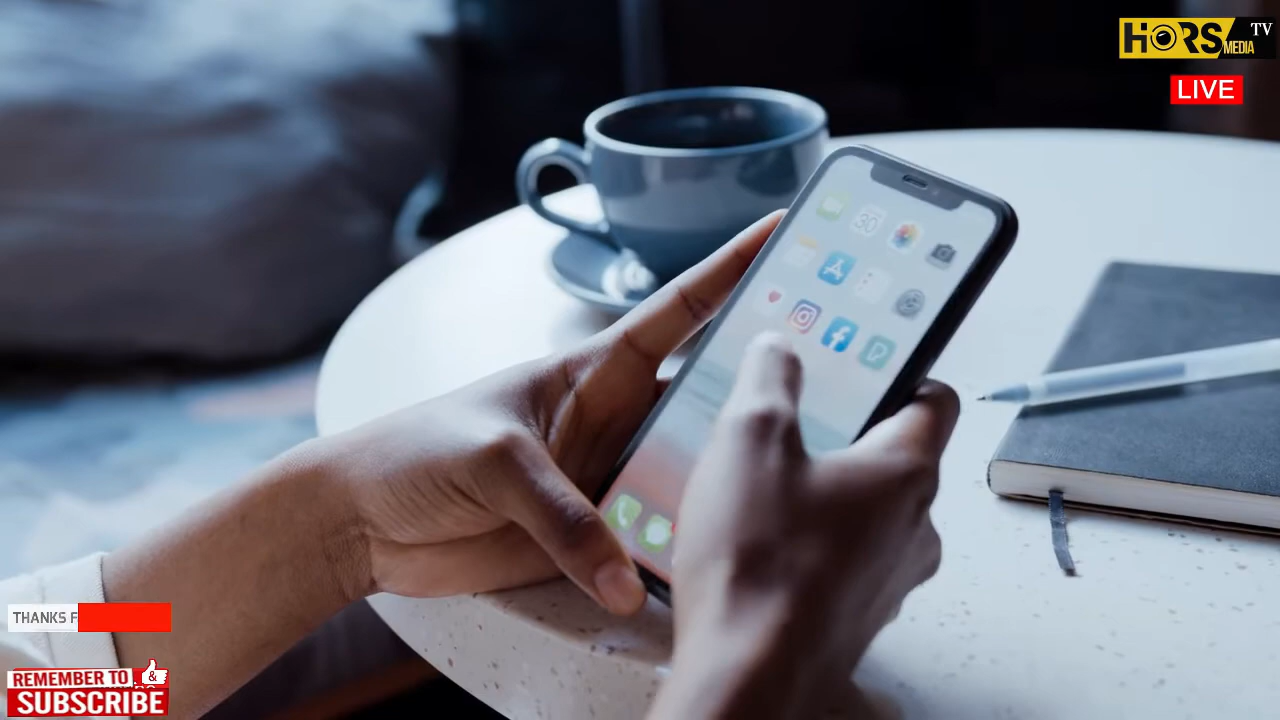 HORS TV
MEDIA
LIVE
30
THANKS F
REMEMBER TO
&
SUBSCRIBE